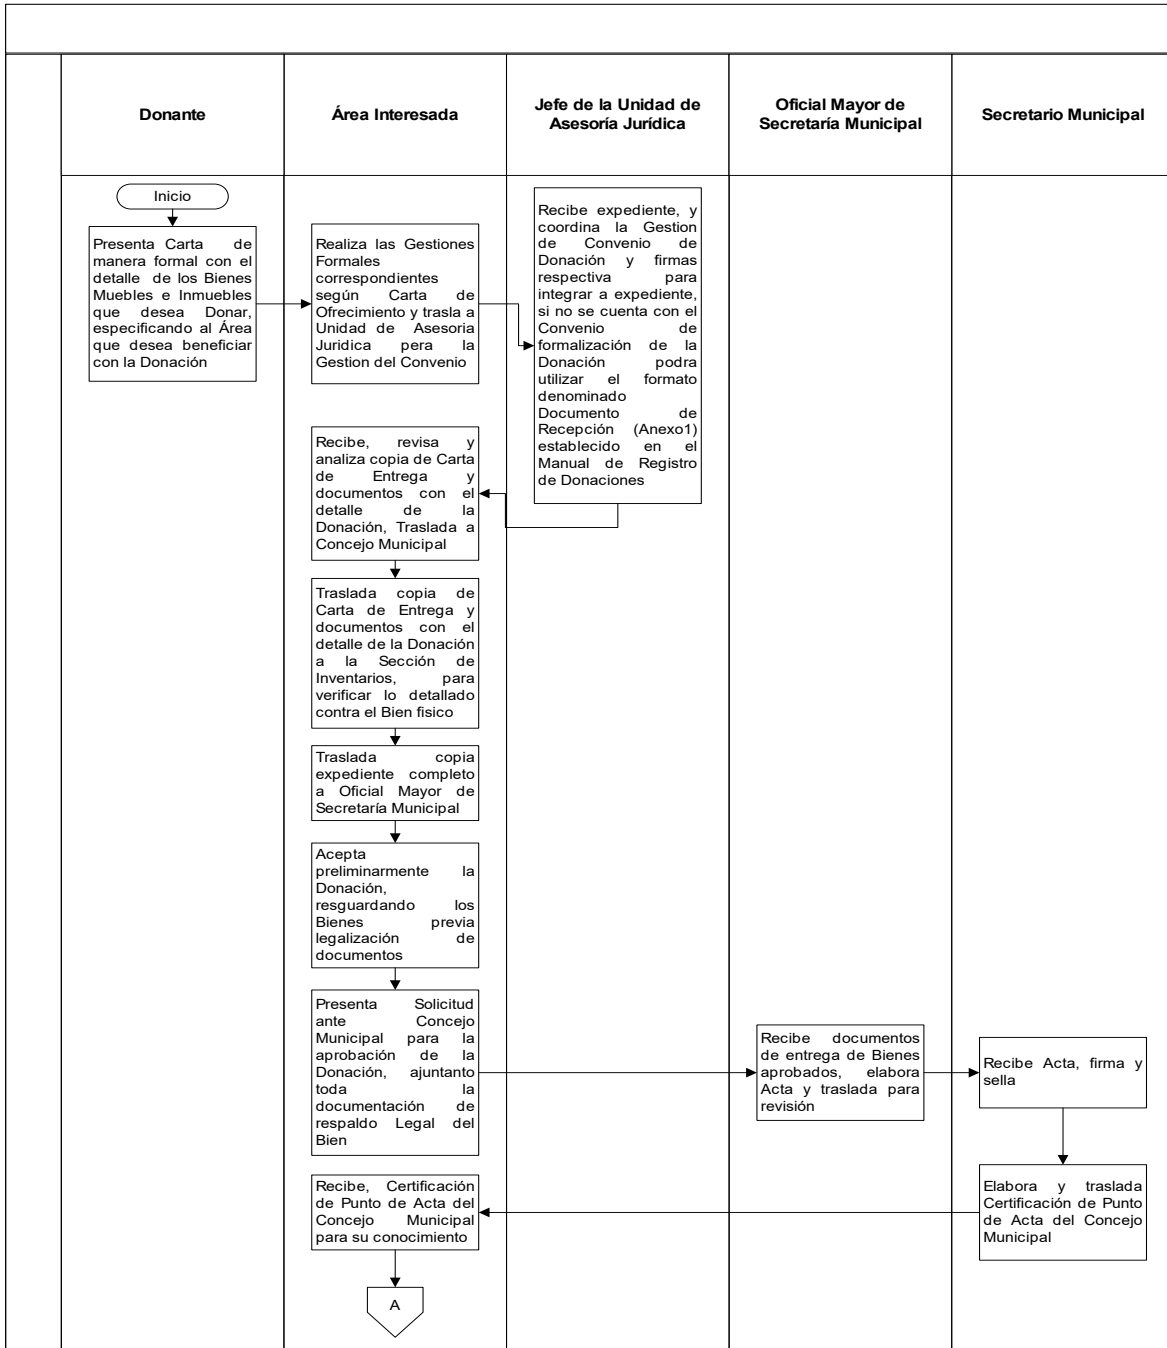 Donante
Área Interesada
Jefe de la Unidad de
Asesoría Jurídica
Oficial Mayor de
Secretaría Municipal
Secretario Municipal
Inicio
Presenta Carta de
manera formal con el
detalle de los Bienes
Muebles e Inmuebles
que desea Donar,
especificando al Área
que desea beneficiar
con la Donación
Realiza las Gestiones
Formales
correspondientes
según Carta de
Ofrecimiento y trasla a
Unidad de Asesoria
Juridica pera la
Gestion del Convenio
Recibe expediente, y
coordina la Gestion
de Convenio de
Donación y firmas
respectiva para
integrar a expediente,
si no se cuenta con el
Convenio de
formalización de la
Donación podra
utilizar el formato
denominado
Documento de
Recepción (Anexo1)
establecido en el
Manual de Registro
de Donaciones
Recibe, revisa y
analiza copia de Carta
de Entrega y
documentos con el
detalle de la
Donación, Traslada a
Concejo Municipal
Traslada copia de
Carta de Entrega y
documentos con el
detalle de la Donación
a la Sección de
Inventarios, para
verificar lo detallado
contra el Bien fisico
Traslada copia
expediente completo
a Oficial Mayor de
Secretaría Municipal
Acepta
preliminarmente la
Donación,
resguardando los
Bienes previa
legalización de
documentos
Presenta Solicitud
ante Concejo
Municipal para la
aprobación de la
Donación, ajuntanto
toda la
documentación de
respaldo Legal del
Bien
Recibe documentos
de entrega de Bienes
aprobados, elabora
Acta y traslada para
revisión
Recibe Acta, firma y
sella
Elabora y traslada
Certificación de Punto
de Acta del Concejo
Municipal
Recibe, Certificación
de Punto de Acta del
Concejo Municipal
para su conocimiento
A